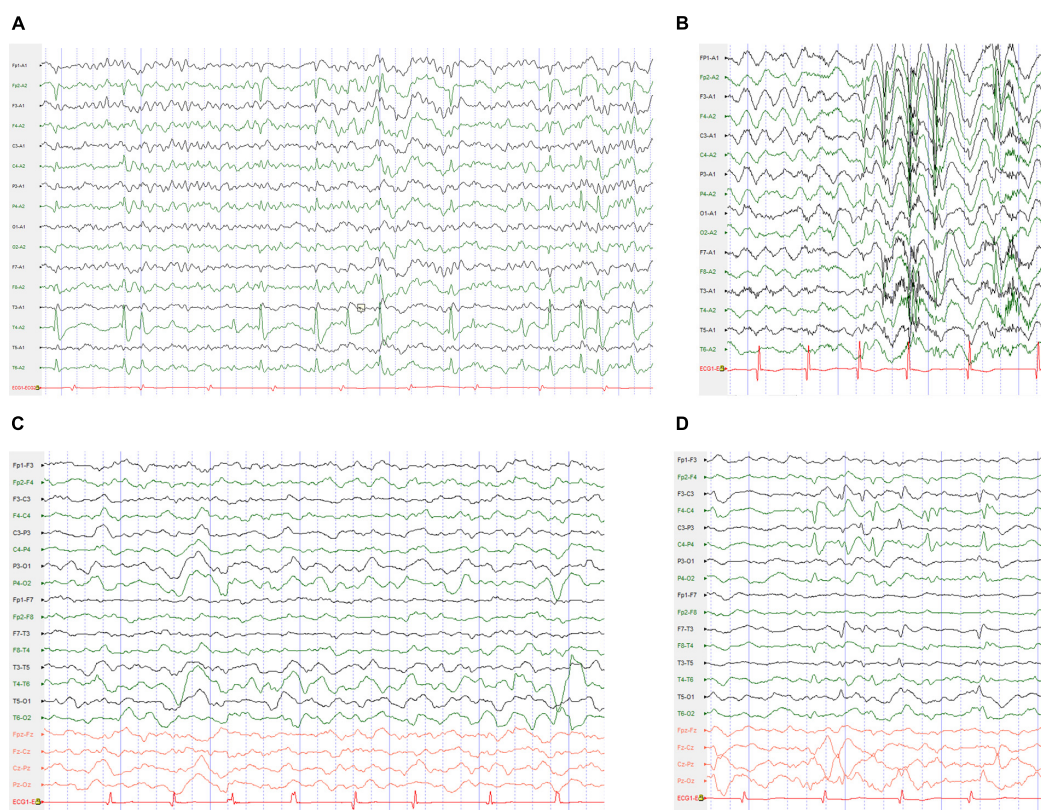 A
Fp1-A1
Fp2-A2
F3-A1
F4-A2
C3-A1
C4-A2
P3-A1
P4-A2
O1-A1
O2-A2
F7-A1
F8-A2
T3-A1
T4-A2
T5-A1
T6-A2
ECG1-ECG2
B
FP1-A1
Fp2-A2
F3-A1
F4-A2
C3-A1
C4-A2
P3-A1
P4-A2
O1-A1
O2-A2
F7-A1
F8-A2
T3-A1
T4-A2
T5-A1
T6-A2
ECG1-E
C
Fp1-F3
Fp2-F4
F3-C3
F4-C4
C3-P3
C4-P4
P3-O1
P4-O2
Fp1-F7
Fp2-F8
F7-T3
F8-T4
T3-T5
T4-T6
T5-O1
T6-O2
Fpz-Fz
Fz-Cz
Cz-Pz
Pz-Oz
ECG1-E
D
Fp1-F3
Fp2-F4
F3-C3
F4-C4
C3-P3
C4-P4
P3-O1
P4-O2
Fp1-F7
Fp2-F8
F7-T3
F8-T4
T3-T5
T4-T6
T5-O1
T6-O2
Fpz-Fz
Fz-Cz
Cz-Pz
Pz-Oz
ECG1-E